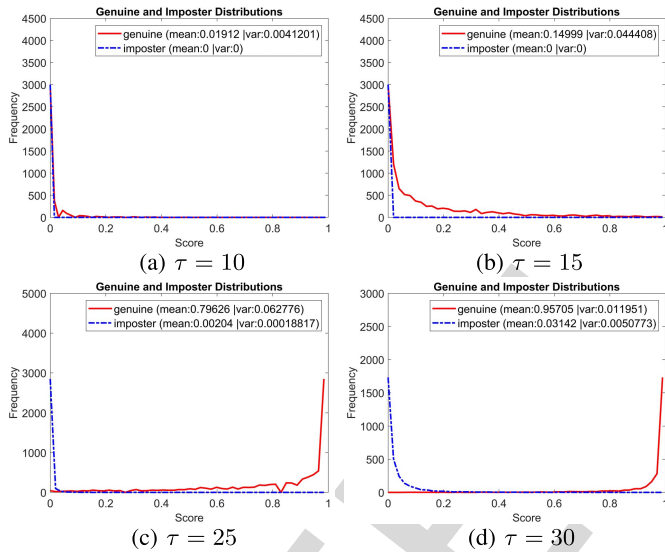 Genuine and Imposter Distributions
genuine (mean:0.01912 |var:0.0041201)
imposter (mean:0 |var:0)
Frequency
4500
4000
3500
3000
2500
2000
1500
1000
500
0
0 0.2 0.4 0.6 0.8 1
Score
(a) τ = 10
Genuine and Imposter Distributions
genuine (mean:0.14999 |var:0.044408)
imposter (mean:0 |var:0)
Frequency
4500
4000
3500
3000
2500
2000
1500
1000
500
0
0 0.2 0.4 0.6 0.8 1
Score
(b) τ = 15
Genuine and Imposter Distributions
genuine (mean:0.79626 |var:0.062776)
imposter (mean:0.00204 |var:0.00018817)
Frequency
5000
4000
3000
2000
1000
0
0 0.2 0.4 0.6 0.8 1
Score
(c) τ = 25
Genuine and Imposter Distributions
genuine (mean:0.95705 |var:0.011951)
imposter (mean:0.03142 |var:0.0050773)
Frequency
3000
2500
2000
1500
1000
500
0
0 0.2 0.4 0.6 0.8 1
Score
(d) τ = 30